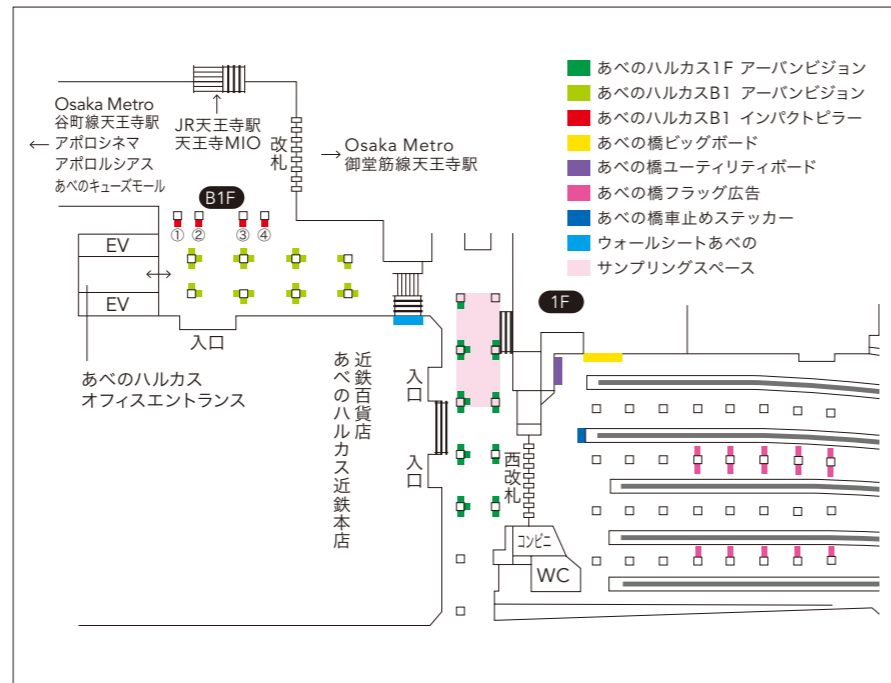 Osaka Metro
谷町線天王寺駅
← アポロシネマ
アポロルシアス
あべのキューズモール
↑
JR天王寺駅
天王寺MIO
改札
→ Osaka Metro
御堂筋線天王寺駅
B1F
① ② ③ ④
EV
EV
入口
あべのハルカス
オフィスエントランス
近鉄百貨店
あべのハルカス近鉄本店
入口
入口
あべのハルカス1F アーバンビジョン
あべのハルカスB1 アーバンビジョン
あべのハルカスB1 インパクトピラー
あべの橋ビッグボード
あべの橋ユーティリティボード
あべの橋フラッグ広告
あべの橋車止めステッカー
ウォールシートあべの
サンプリングスペース
1F
西改札
コンビニ
WC